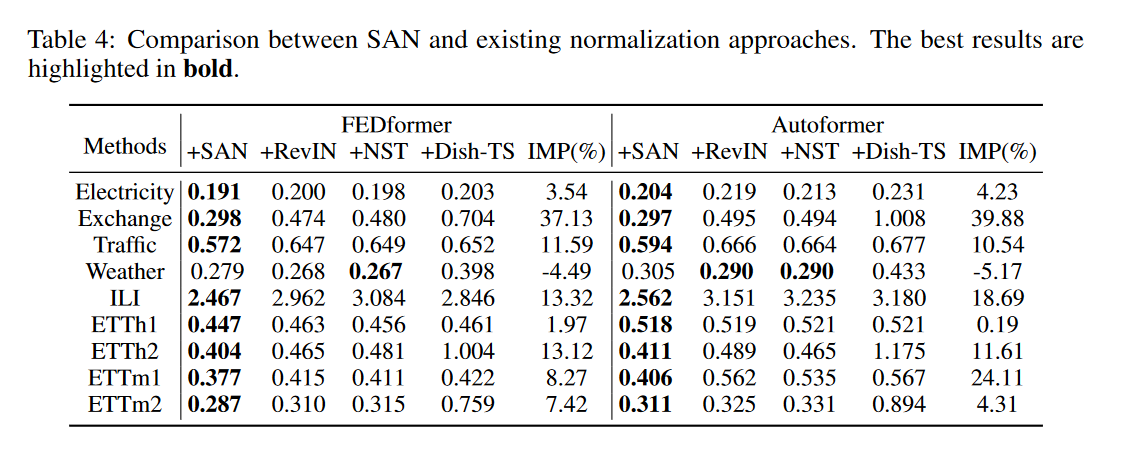 Table 4: Comparison between SAN and existing normalization approaches. The best results are
highlighted in bold.
Methods FEDformer Autoformer
+SAN +RevIN +NST +Dish-TS IMP(%) +SAN +RevIN +NST +Dish-TS IMP(%)
Electricity 0.191 0.200 0.198 0.203 3.54 0.204 0.219 0.213 0.231 4.23
Exchange 0.298 0.474 0.480 0.704 37.13 0.297 0.495 0.494 1.008 39.88
Traffic 0.572 0.647 0.649 0.652 11.59 0.594 0.666 0.664 0.677 10.54
Weather 0.279 0.268 0.267 0.398 -4.49 0.305 0.290 0.290 0.433 -5.17
ILI 2.467 2.962 3.084 2.846 13.32 2.562 3.151 3.235 3.180 18.69
ETTh1 0.447 0.463 0.456 0.461 1.97 0.518 0.519 0.521 0.521 0.19
ETTh2 0.404 0.465 0.481 1.004 13.12 0.411 0.489 0.465 1.175 11.61
ETTm1 0.377 0.415 0.411 0.422 8.27 0.406 0.562 0.535 0.567 24.11
ETTm2 0.287 0.310 0.315 0.759 7.42 0.311 0.325 0.331 0.894 4.31